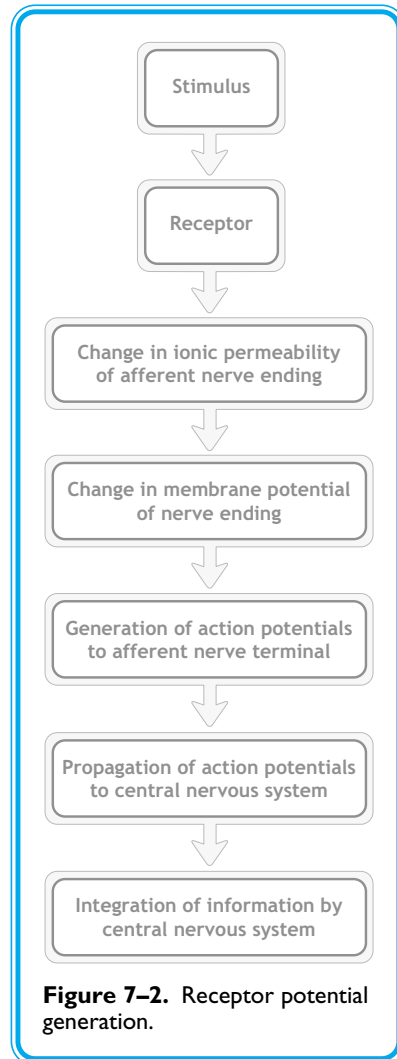 Stimulus
Receptor
Change in ionic permeability
of afferent nerve ending
Change in membrane potential
of nerve ending
Generation of action potentials
to afferent nerve terminal
Propagation of action potentials
to central nervous system
Integration of information by
central nervous system
Figure 7–2. Receptor potential
generation.